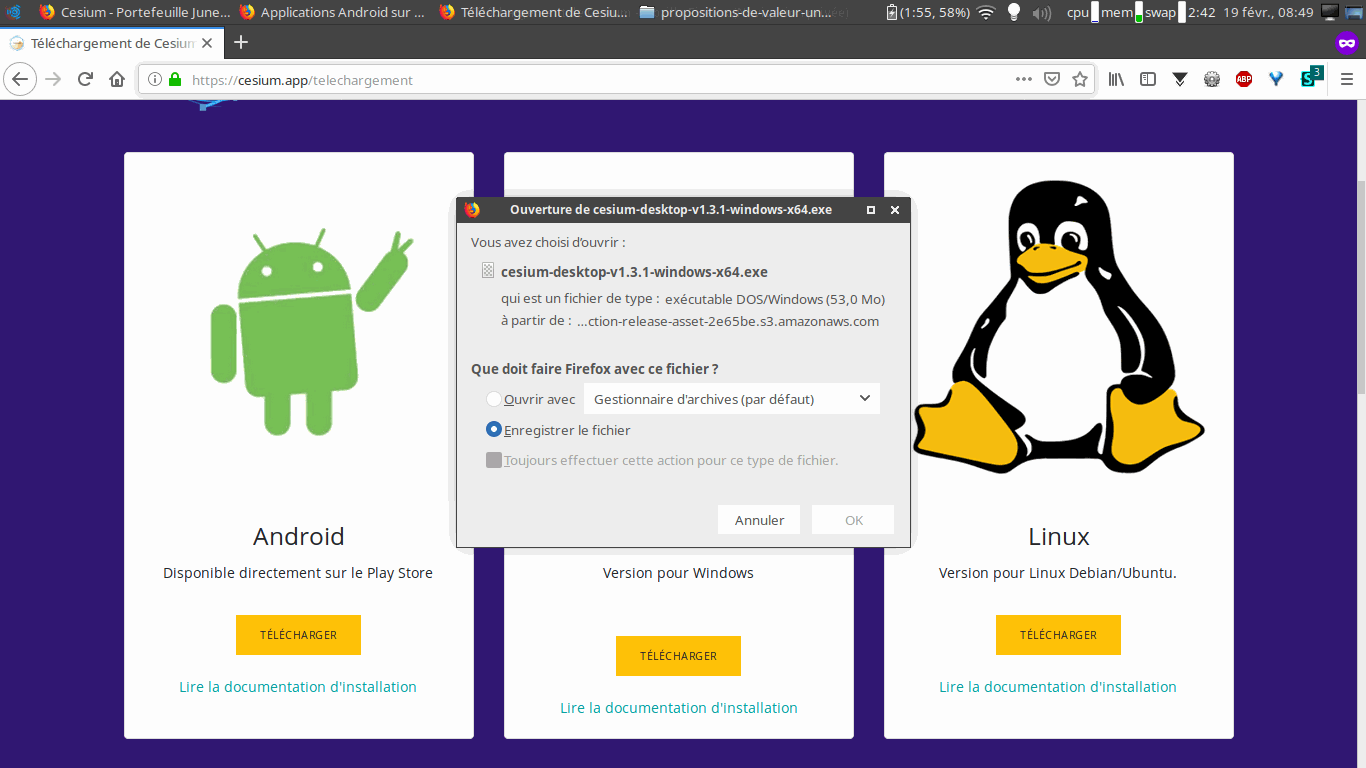 Cesium - Portefeuille June...
Applications Android sur ...
Téléchargement de Cesiu...
propositions-de-valeur-un...
(1:55, 58%)
cpu
mem
swap
2:42
19 févr., 08:49
Téléchargement de Cesium
https://cesium.app/telechargement
ABP
S
3
Ouverture de cesium-desktop-v1.3.1-windows-x64.exe
Vous avez choisi d’ouvrir :
cesium-desktop-v1.3.1-windows-x64.exe
qui est un fichier de type : exécutable DOS/Windows (53,0 Mo)
à partir de : ...ction-release-asset-2e65be.s3.amazonaws.com
Que doit faire Firefox avec ce fichier ?
Ouvrir avec
Gestionnaire d'archives (par défaut)
Enregistrer le fichier
Toujours effectuer cette action pour ce type de fichier.
Annuler
OK
Android
Disponible directement sur le Play Store
TÉLÉCHARGER
Lire la documentation d'installation
Version pour Windows
TÉLÉCHARGER
Lire la documentation d'installation
Linux
Version pour Linux Debian/Ubuntu.
TÉLÉCHARGER
Lire la documentation d'installation